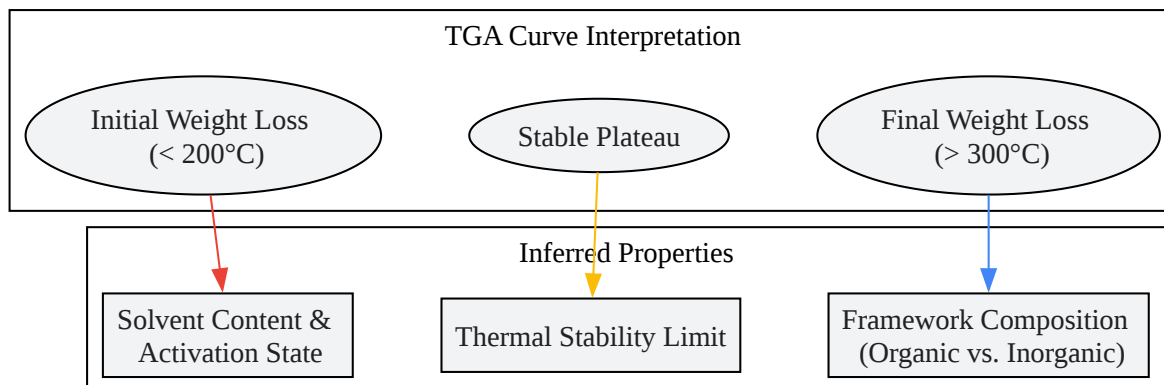 TGA Curve Interpretation
Initial Weight Loss
(< 200°C)
Stable Plateau
Final Weight Loss
(> 300°C)
Inferred Properties
Solvent Content &
Activation State
Thermal Stability Limit
Framework Composition
(Organic vs. Inorganic)